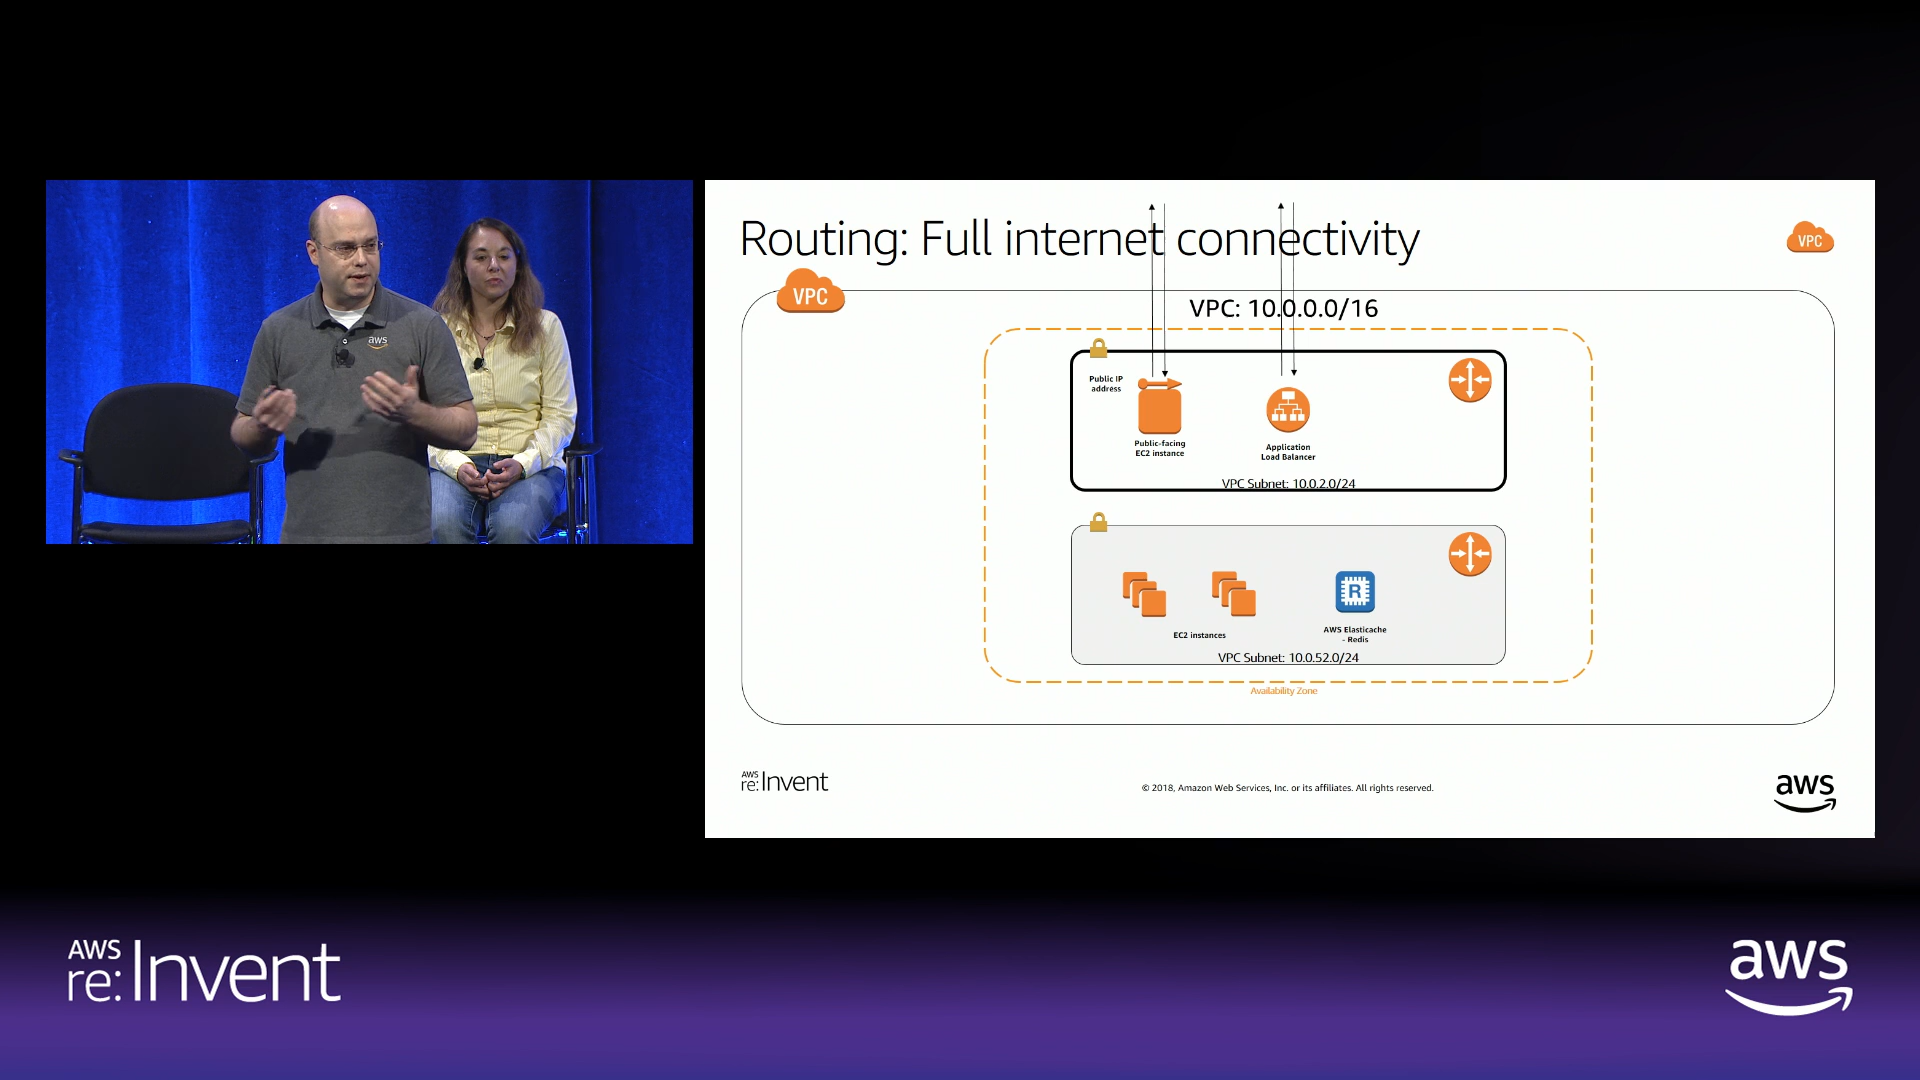 aws
Routing: Full internet connectivity
VPC
VPC
VPC: 10.0.0.0/16
Public IP
address
Public-facing
EC2 instance
Application
Load Balancer
VPC Subnet: 10.0.2.0/24
EC2 instances
R
AWS Elasticache
- Redis
VPC Subnet: 10.0.52.0/24
Availability Zone
AWS
re:Invent
© 2018, Amazon Web Services, Inc. or its affiliates. All rights reserved.
aws
AWS
re:Invent
aws